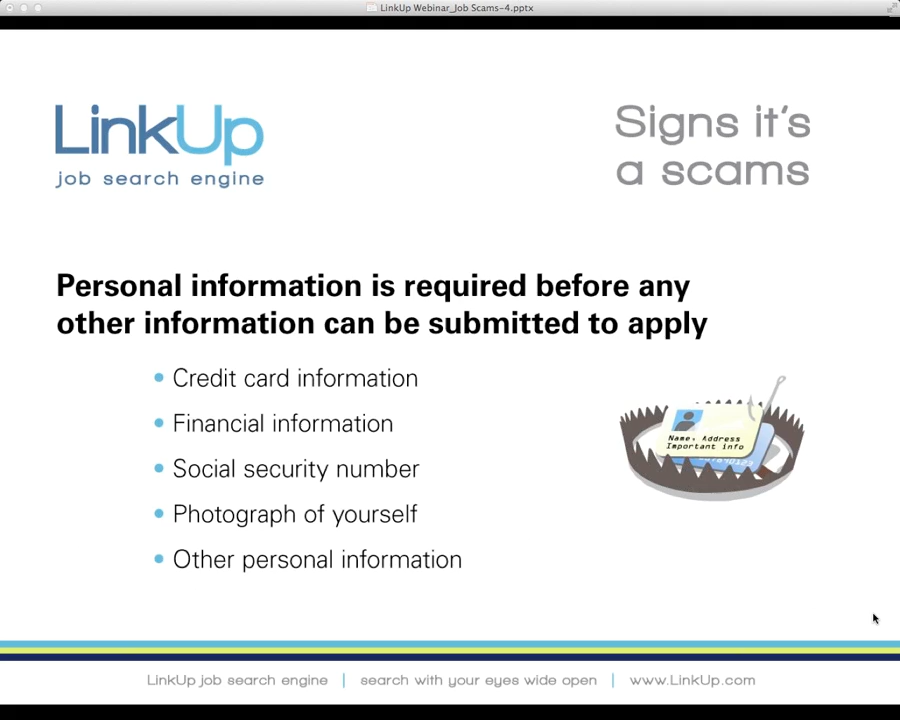 LinkUp Webinar_Job Scams-4.pptx
LinkUp
job search engine
Signs it's
a scams
Personal information is required before any
other information can be submitted to apply
• Credit card information
• Financial information
• Social security number
• Photograph of yourself
• Other personal information
Name, Address
Important info
LinkUp job search engine | search with your eyes wide open | www.LinkUp.com